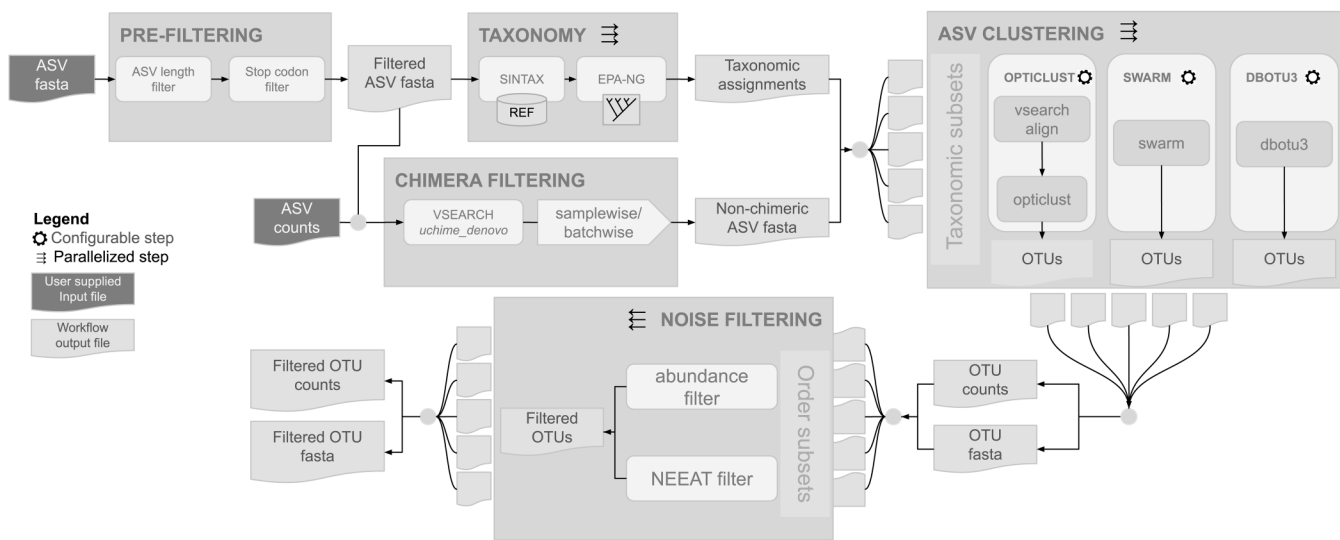 PRE-FILTERING
ASV
fasta
ASV length
filter
Stop codon
filter
Filtered
ASV fasta
TAXONOMY
SINTAX
REF
EPA-NG
Taxonomic
assignments
ASV
counts
CHIMERA FILTERING
VSEARCH
uchime_denovo
samplewise/
batchwise
Non-chimeric
ASV fasta
ASV CLUSTERING
Taxonomic subsets
OPTICLUST
vsearch
align
opticlust
OTUs
SWARM
swarm
OTUs
DBOTU3
dbotu3
OTUs
Legend
Configurable step
Parallelized step
User supplied
Input file
Workflow
output file
OTU
counts
OTU
fasta
NOISE FILTERING
Order subsets
abundance
filter
NEEAT filter
Filtered
OTUs
Filtered OTU
counts
Filtered OTU
fasta